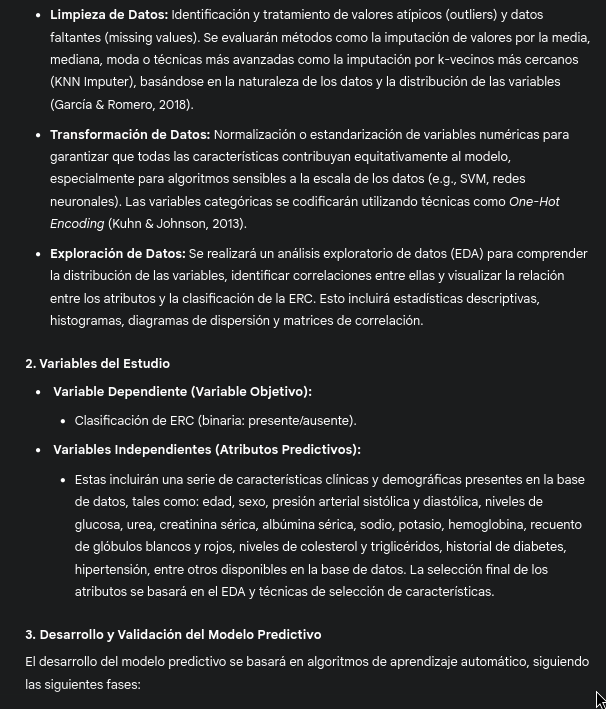 • Limpieza de Datos: Identificación y tratamiento de valores atípicos (outliers) y datos
faltantes (missing values). Se evaluarán métodos como la imputación de valores por la media,
mediana, moda o técnicas más avanzadas como la imputación por k-vecinos más cercanos
(KNN Imputer), basándose en la naturaleza de los datos y la distribución de las variables
(García & Romero, 2018).
• Transformación de Datos: Normalización o estandarización de variables numéricas para
garantizar que todas las características contribuyan equitativamente al modelo,
especialmente para algoritmos sensibles a la escala de los datos (e.g., SVM, redes
neuronales). Las variables categóricas se codificarán utilizando técnicas como One-Hot
Encoding (Kuhn & Johnson, 2013).
• Exploración de Datos: Se realizará un análisis exploratorio de datos (EDA) para comprender
la distribución de las variables, identificar correlaciones entre ellas y visualizar la relación
entre los atributos y la clasificación de la ERC. Esto incluirá estadísticas descriptivas,
histogramas, diagramas de dispersión y matrices de correlación.
2. Variables del Estudio
• Variable Dependiente (Variable Objetivo):
• Clasificación de ERC (binaria: presente/ausente).
• Variables Independientes (Atributos Predictivos):
• Estas incluirán una serie de características clínicas y demográficas presentes en la base
de datos, tales como: edad, sexo, presión arterial sistólica y diastólica, niveles de
glucosa, urea, creatinina sérica, albúmina sérica, sodio, potasio, hemoglobina, recuento
de glóbulos blancos y rojos, niveles de colesterol y triglicéridos, historial de diabetes,
hipertensión, entre otros disponibles en la base de datos. La selección final de los
atributos se basará en el EDA y técnicas de selección de características.
3. Desarrollo y Validación del Modelo Predictivo
El desarrollo del modelo predictivo se basará en algoritmos de aprendizaje automático, siguiendo
las siguientes fases: